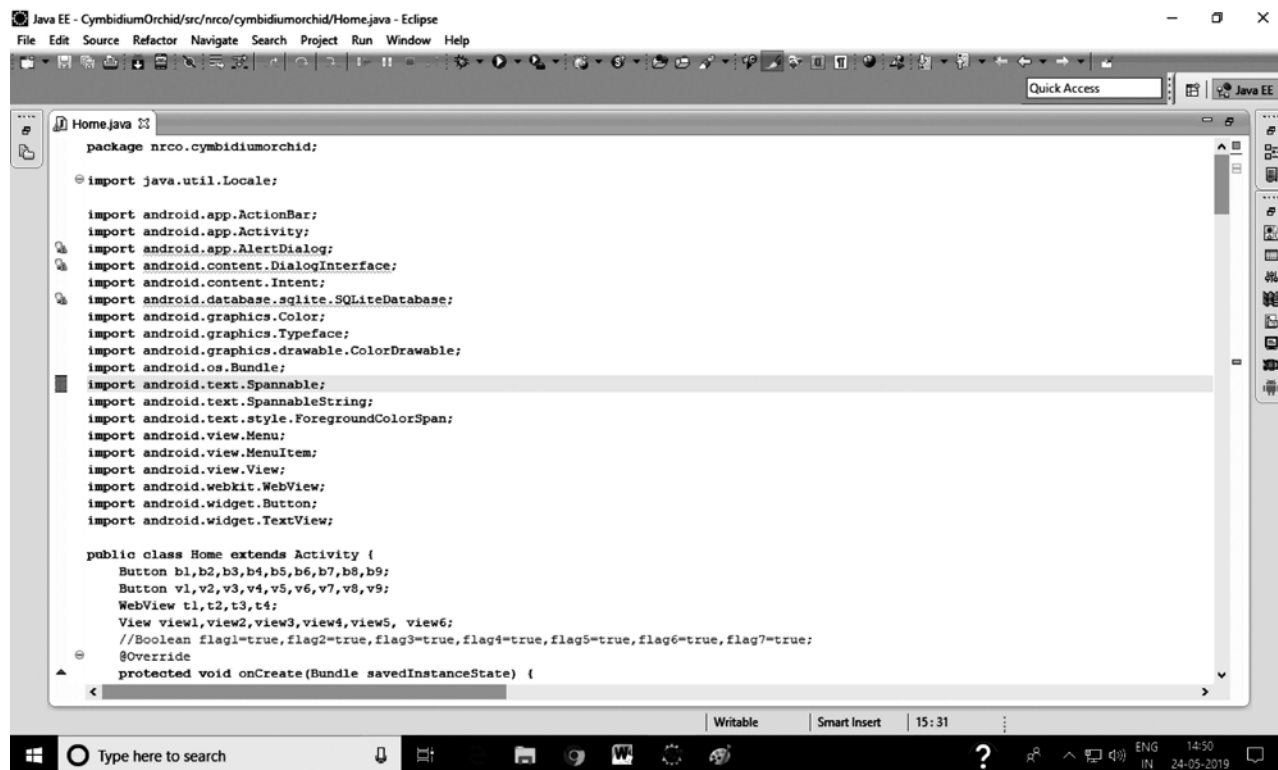 Java EE - CymbidiumOrchid/src/nrco/cymbidiumorchid/Home.java - Eclipse
File Edit Source Refactor Navigate Search Project Run Window Help
Quick Access
Java EE
Home.java
package nrco.cymbidiumorchid;
import java.util.Locale;
import android.app.ActionBar;
import android.app.Activity;
import android.app.AlertDialog;
import android.content.DialogInterface;
import android.content.Intent;
import android.database.sqlite.SQLiteDatabase;
import android.graphics.Color;
import android.graphics.Typeface;
import android.graphics.drawable.ColorDrawable;
import android.os.Bundle;
import android.text.Spannable;
import android.text.SpannableString;
import android.text.style.ForegroundColorSpan;
import android.view.Menu;
import android.view.MenuItem;
import android.view.View;
import android.webkit.WebView;
import android.widget.Button;
import android.widget.TextView;
public class Home extends Activity {
Button b1,b2,b3,b4,b5,b6,b7,b8,b9;
Button v1,v2,v3,v4,v5,v6,v7,v8,v9;
WebView t1,t2,t3,t4;
View view1,view2,view3,view4,view5, view6;
//Boolean flag1=true,flag2=true,flag3=true,flag4=true,flag5=true,flag6=true,flag7=true;
@Override
protected void onCreate(Bundle savedInstanceState) {
Writable Smart Insert 15 : 31
Type here to search
ENG
IN
14:50
24-05-2019